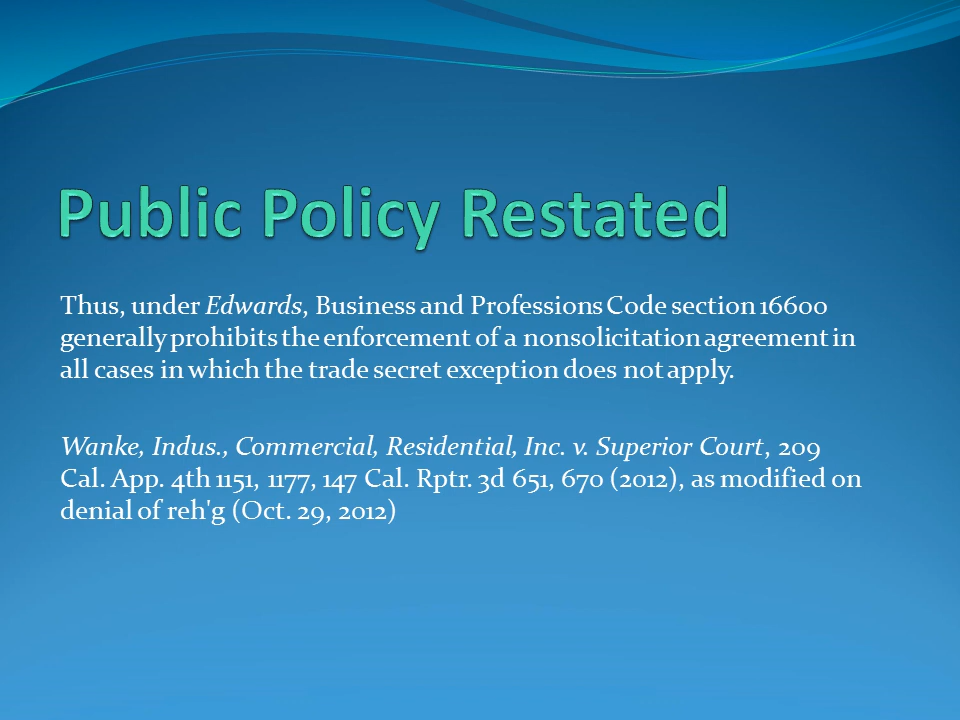 Public Policy Restated
Thus, under Edwards, Business and Professions Code section 16600
generally prohibits the enforcement of a nonsolicitation agreement in
all cases in which the trade secret exception does not apply.
Wanke, Indus., Commercial, Residential, Inc. v. Superior Court, 209
Cal. App. 4th 1151, 1177, 147 Cal. Rptr. 3d 651, 670 (2012), as modified on
denial of reh'g (Oct. 29, 2012)